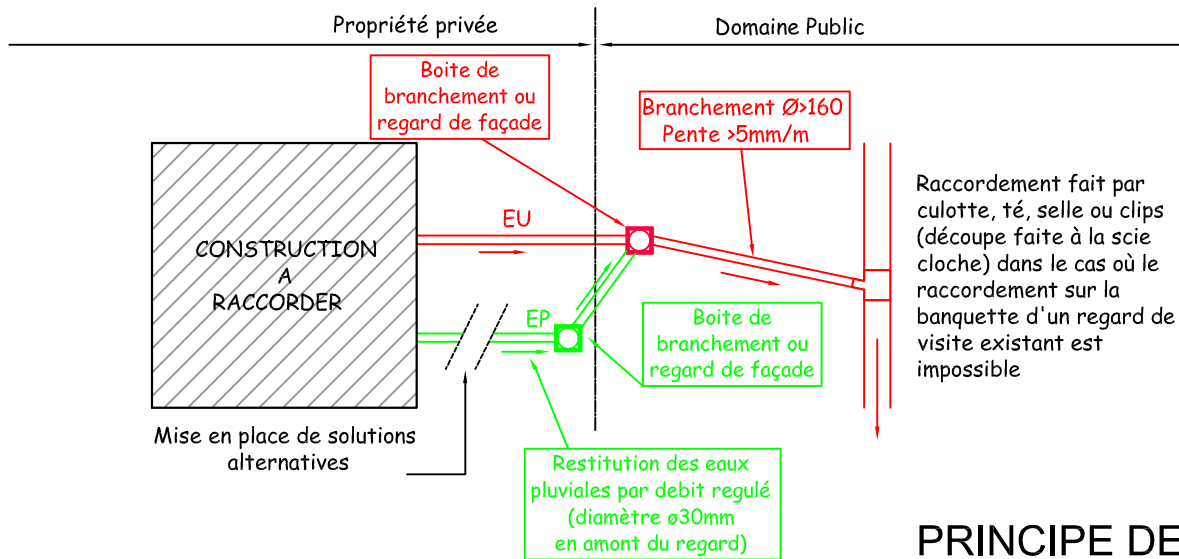 Propriété privée
Domaine Public
Boite de
branchement ou
regard de façade
Branchement Ø>160
Pente >5mm/m
EU
CONSTRUCTION
A
RACCORDER
EP
Raccordement fait par
culotte, té, selle ou clips
(découpe faite à la scie
cloche) dans le cas où le
raccordement sur la
banquette d'un regard de
visite existant est
impossible
Boite de
branchement ou
regard de façade
Mise en place de solutions
alternatives
Restitution des eaux
pluviales par debit regulé
(diamètre ø30mm
en amont du regard)
PRINCIPE DE